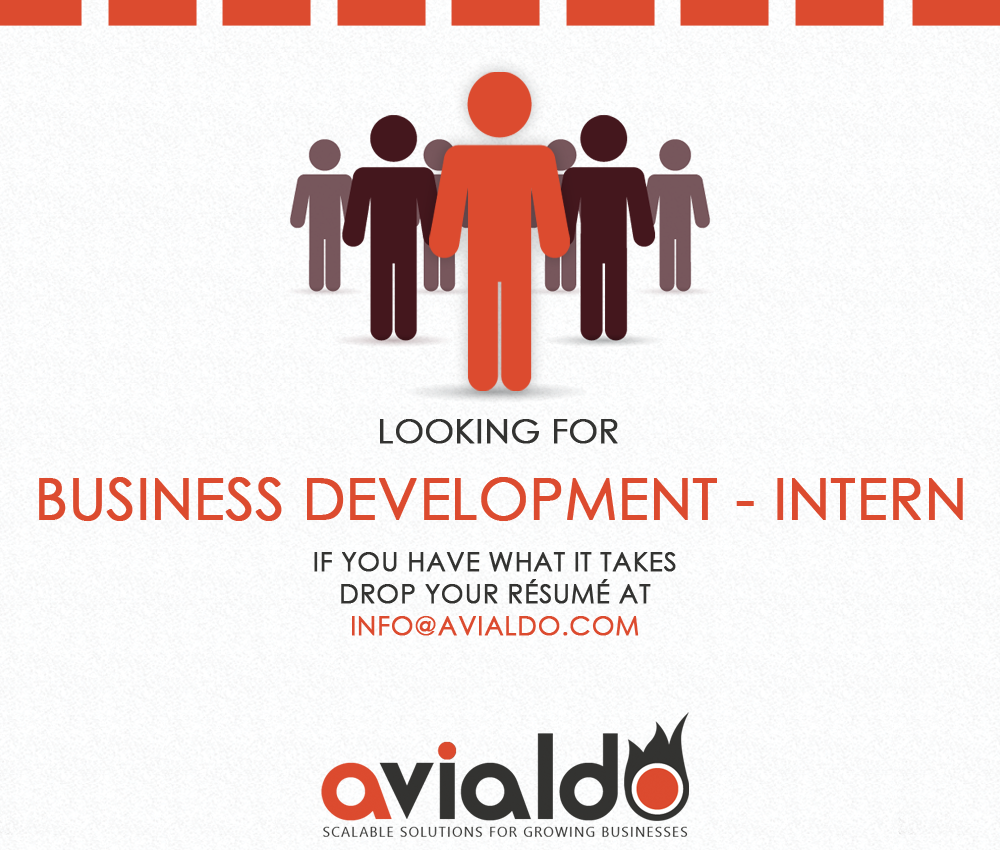 LOOKING FOR
BUSINESS DEVELOPMENT - INTERN
IF YOU HAVE WHAT IT TAKES
DROP YOUR RÉSUMÉ AT
INFO@AVIALDO.COM
avialdo
SCALABLE SOLUTIONS FOR GROWING BUSINESSES